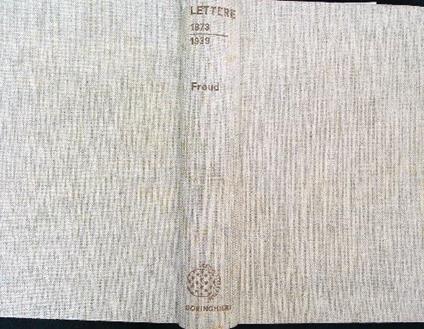 LETTERE
1873
1939
Freud
BORINGHIERI